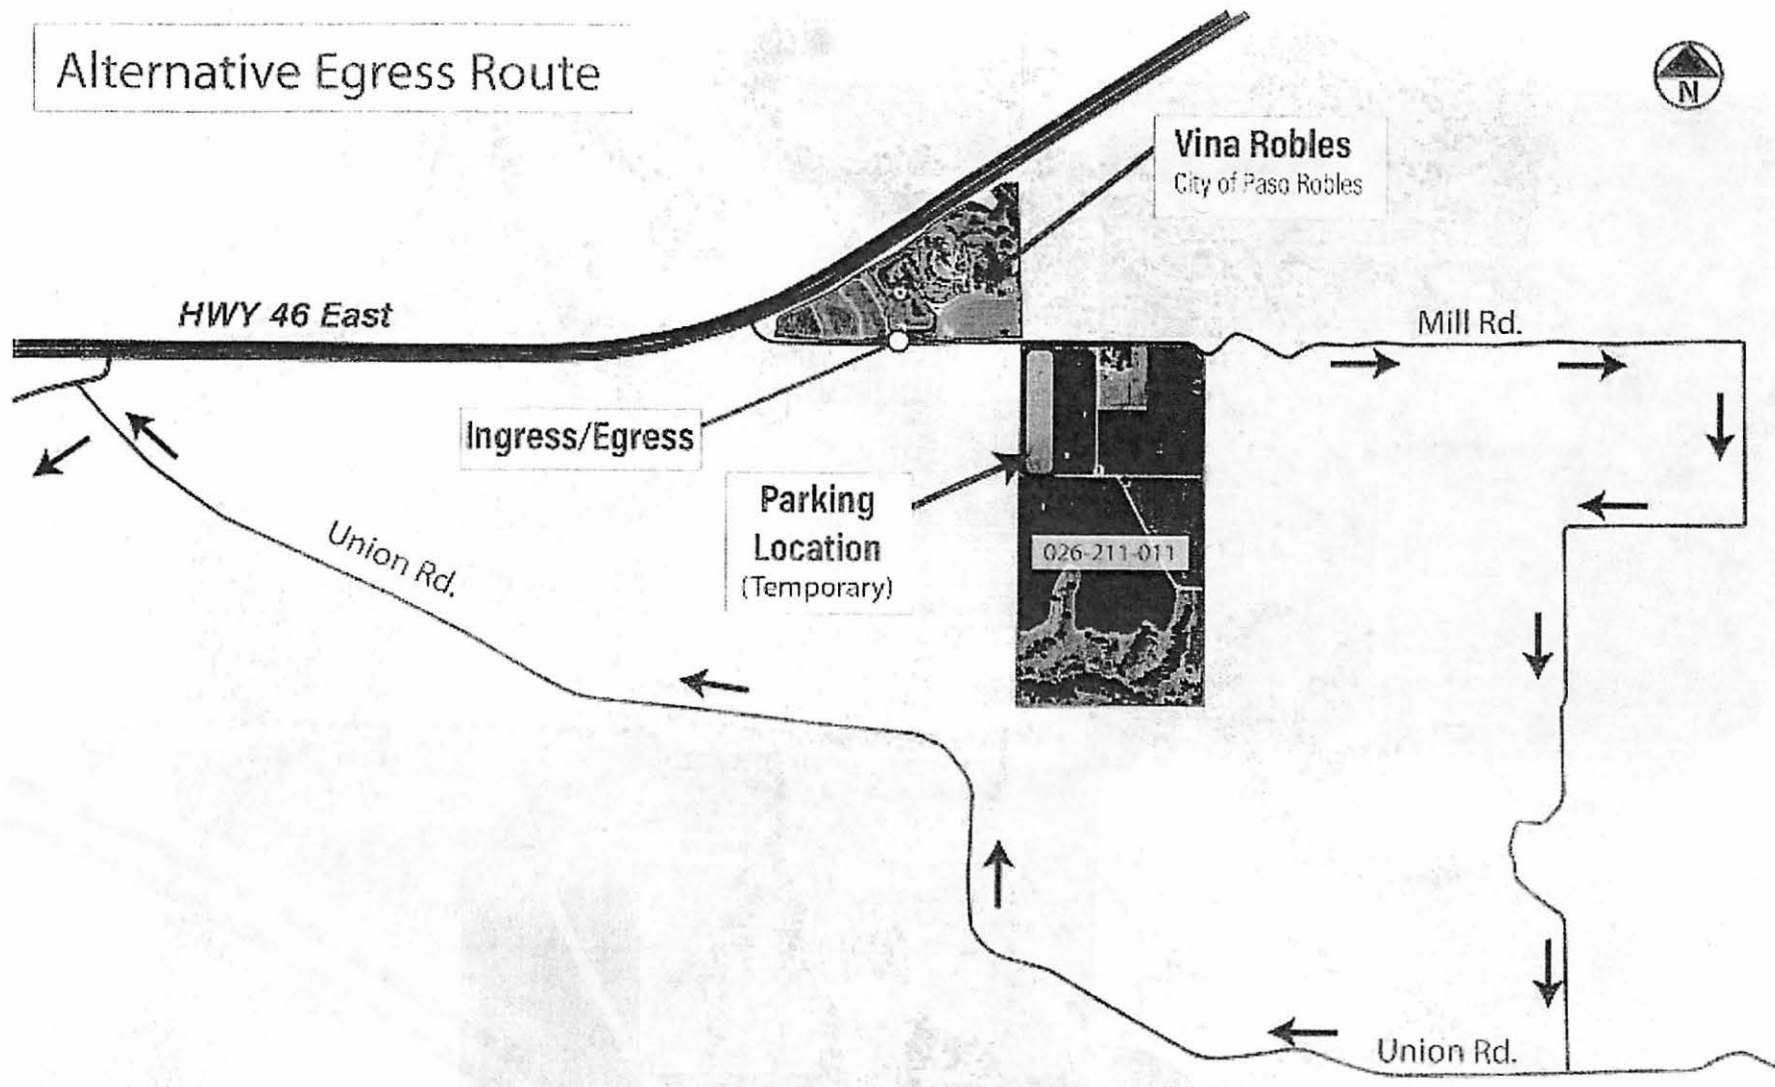 Alternative Egress Route
N
Vina Robles
City of Paso Robles
HWY 46 East
Mill Rd.
Ingress/Egress
Parking
Location
(Temporary)
026-211-011
Union Rd.
Union Rd.